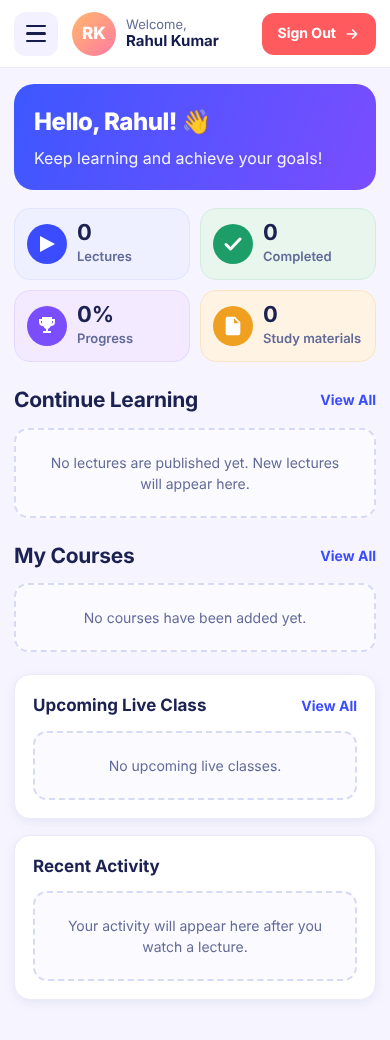 RK
Welcome,
Rahul Kumar
Sign Out →
Hello, Rahul! 👋
Keep learning and achieve your goals!
0
Lectures
0
Completed
0%
Progress
0
Study materials
Continue Learning
View All
No lectures are published yet. New lectures
will appear here.
My Courses
View All
No courses have been added yet.
Upcoming Live Class
View All
No upcoming live classes.
Recent Activity
Your activity will appear here after you
watch a lecture.